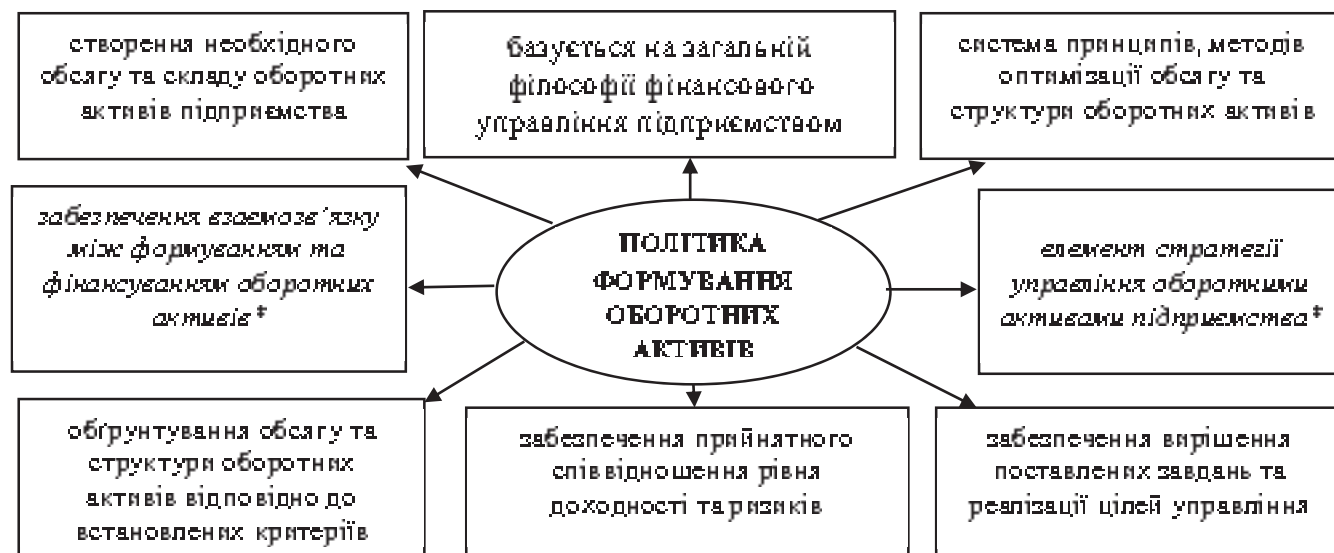 створення необхідного
обсягу та складу оборотних
активів підприємства
базується на загальній
філософії фінансового
управління підприємством
система принципів, методів
оптимізації обсягу та
структури оборотних активів
забезпечення взаємозв'язку
між формуванням та
фінансуванням оборотних
активів*
ПОЛІТИКА
ФОРМУВАННЯ
ОБОРОТНИХ
АКТИВІВ
елемент стратегії
управління оборотними
активами підприємства*
обґрунтування обсягу та
структури оборотних
активів відповідно до
встановлених критеріїв
забезпечення прийнятного
співвідношення рівня
доходності та ризиків
забезпечення вирішення
поставлених завдань та
реалізації цілей управління